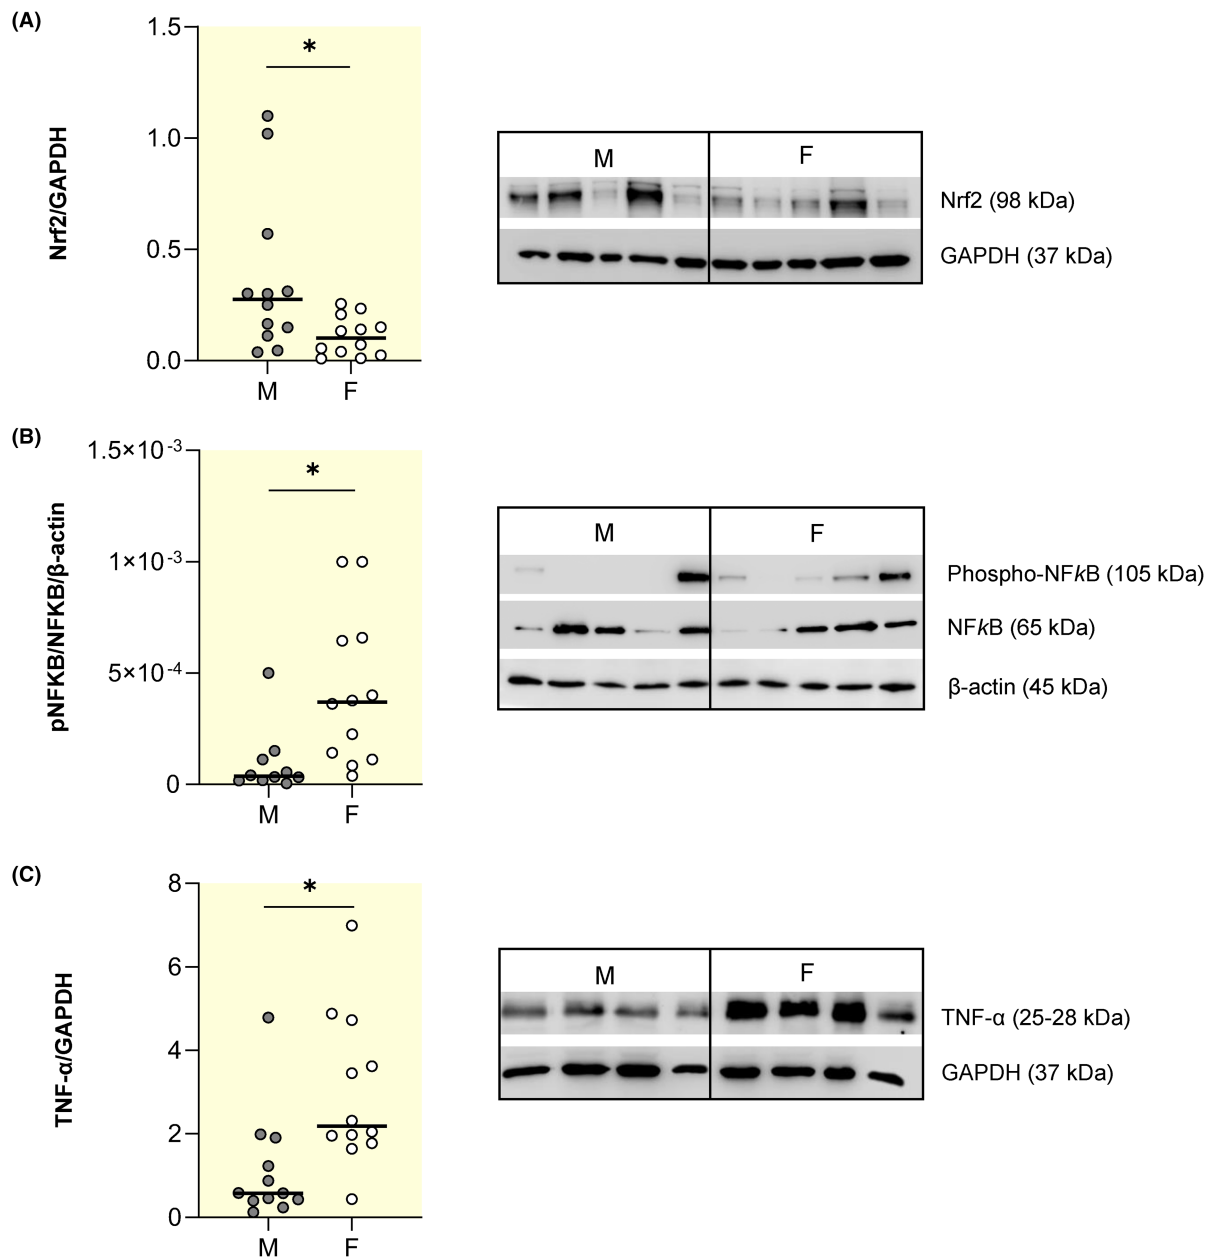 (A)
Nrf2/GAPDH
1.5
1.0
0.5
0.0
*
M
F
M
F
Nrf2 (98 kDa)
GAPDH (37 kDa)
(B)
pNFKB/NFKB/β-actin
1.5×10⁻³
1×10⁻³
5×10⁻⁴
0
*
M
F
M
F
Phospho-NFkB (105 kDa)
NFkB (65 kDa)
β-actin (45 kDa)
(C)
TNF-α/GAPDH
8
6
4
2
0
*
M
F
M
F
TNF-α (25-28 kDa)
GAPDH (37 kDa)